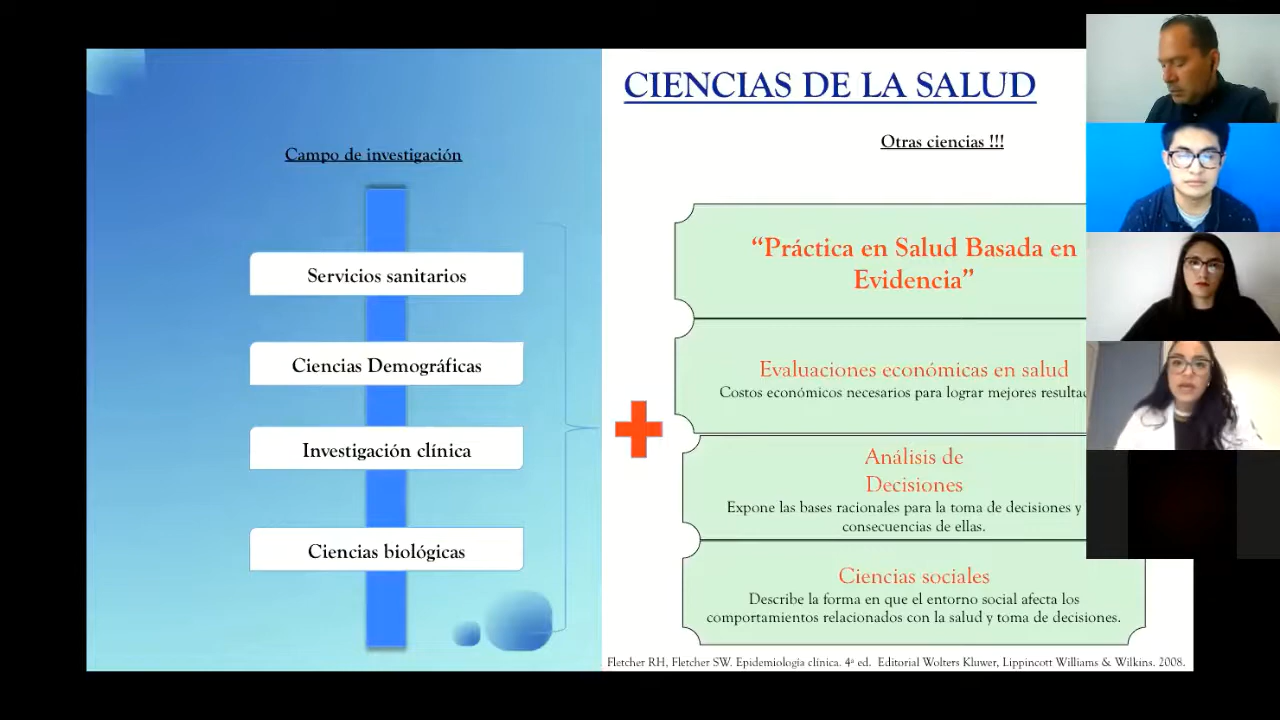 CIENCIAS DE LA SALUD
Campo de investigación
Servicios sanitarios
Ciencias Demográficas
Investigación clínica
Ciencias biológicas
Otras ciencias !!!
“Práctica en Salud Basada en
Evidencia”
Evaluaciones económicas en salud
Costos económicos necesarios para lograr mejores
Análisis de
Decisiones
Expone las bases racionales para la toma de decisiones y
consecuencias de ellas.
Ciencias sociales
Describe la forma en que el entorno social afecta los
comportamientos relacionados con la salud y toma de decisiones.
Fletcher RH, Fletcher SW. Epidemiología clínica. 4ª ed. Editorial Wolters Kluwer, Lippincott Williams & Wilkins. 2008.